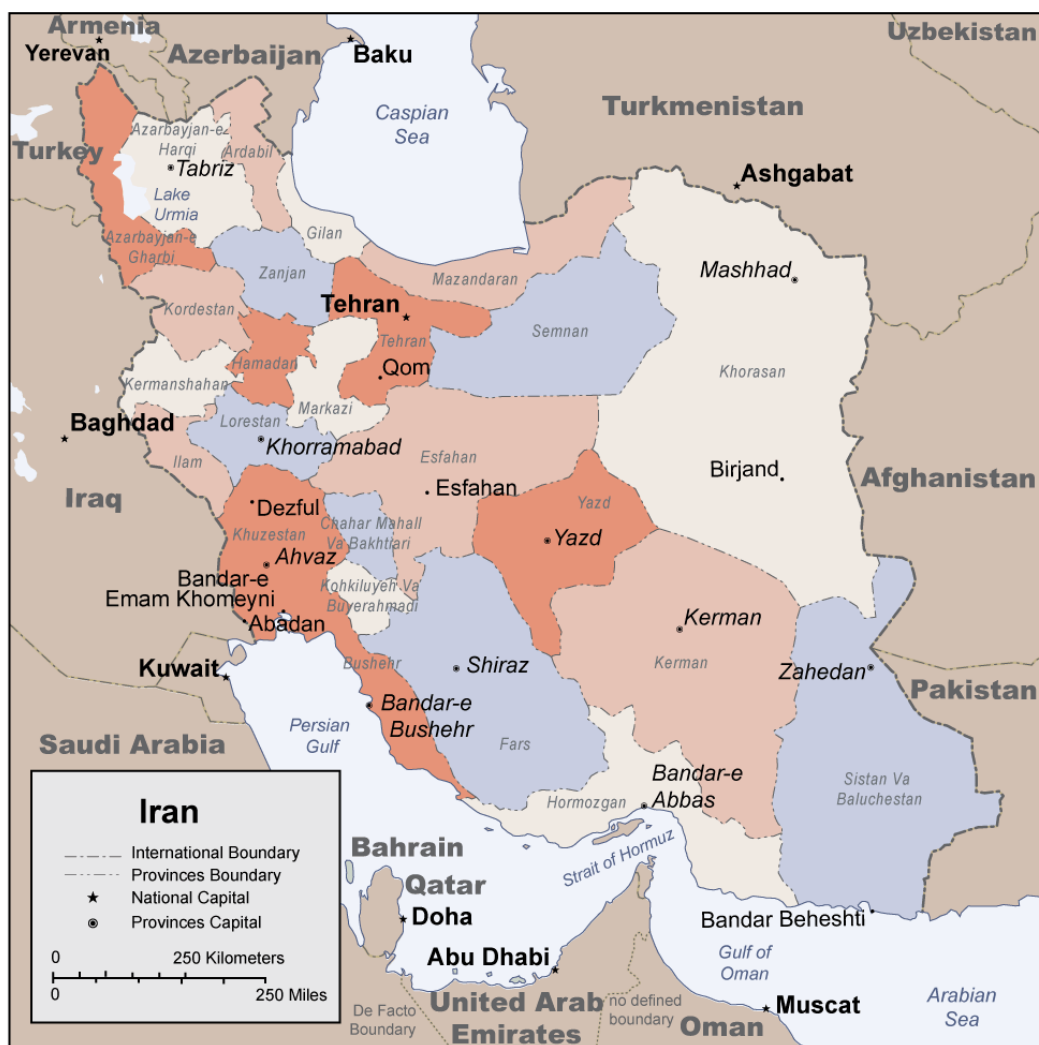 Armenia
Yerevan
Azerbaijan
Baku
Uzbekistan
Caspian
Sea
Turkmenistan
Turkey
Azarbayjan-e
Harqi
Ardabil
Tabriz
Ashgabat
Lake
Urmia
Azarbayjan-e
Gharbi
Gilan
Zanjan
Mazandaran
Mashhad
Kordestan
Tehran
Tehran
Semnan
Hamadan
Qom
Khorasan
Kermanshahan
Markazi
Baghdad
Lorestan
Khorramabad
Ilam
Esfahan
Esfahan
Birjand
Afghanistan
Iraq
Dezful
Yazd
Yazd
Khuzestan
Chahar Mahall
Va Bakhtiari
Ahvaz
Bandar-e
Emam Khomeyni
Kohkiluyeh Va
Buyerahmadi
Abadan
Kerman
Kerman
Kuwait
Bushehr
Shiraz
Zahedan
Pakistan
Bandar-e
Bushehr
Persian
Gulf
Saudi Arabia
Fars
Bandar-e
Abbas
Sistan Va
Baluchestan
Hormozgan
Iran
International Boundary
Provinces Boundary
National Capital
Provinces Capital
0 250 Kilometers
0 250 Miles
Bahrain
Strait of Hormuz
Qatar
Doha
Bandar Beheshti
Abu Dhabi
Gulf of
Oman
De Facto
Boundary
United Arab
Emirates
no defined
boundary
Oman
Muscat
Arabian
Sea